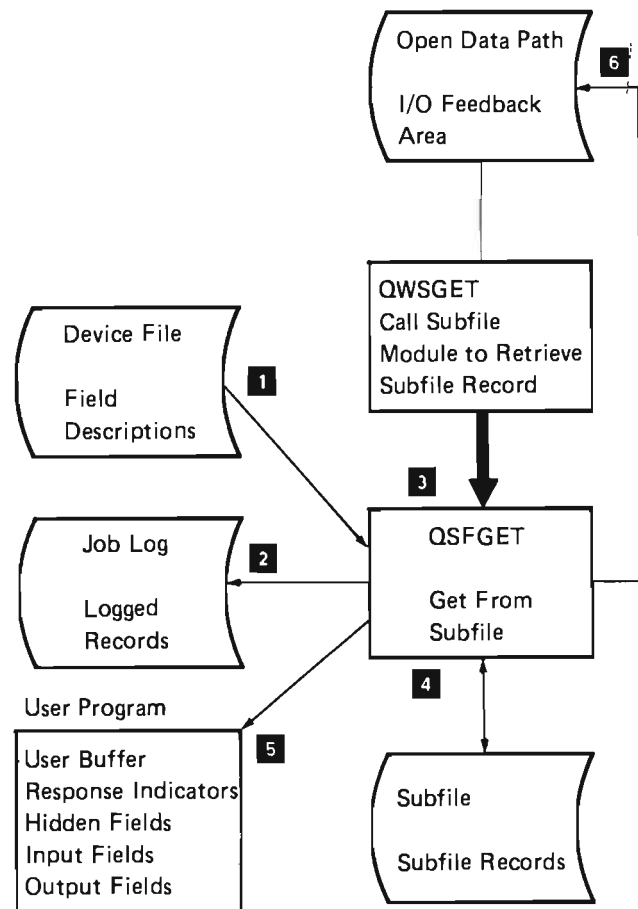 Open Data Path
6
I/O Feedback
Area
QWSGET
Call Subfile
Module to Retrieve
Subfile Record
Device File
1
Field
Descriptions
3
Job Log
2
Logged
Records
QSFGET
Get From
Subfile
4
User Program
5
User Buffer
Response Indicators
Hidden Fields
Input Fields
Output Fields
Subfile
Subfile Records